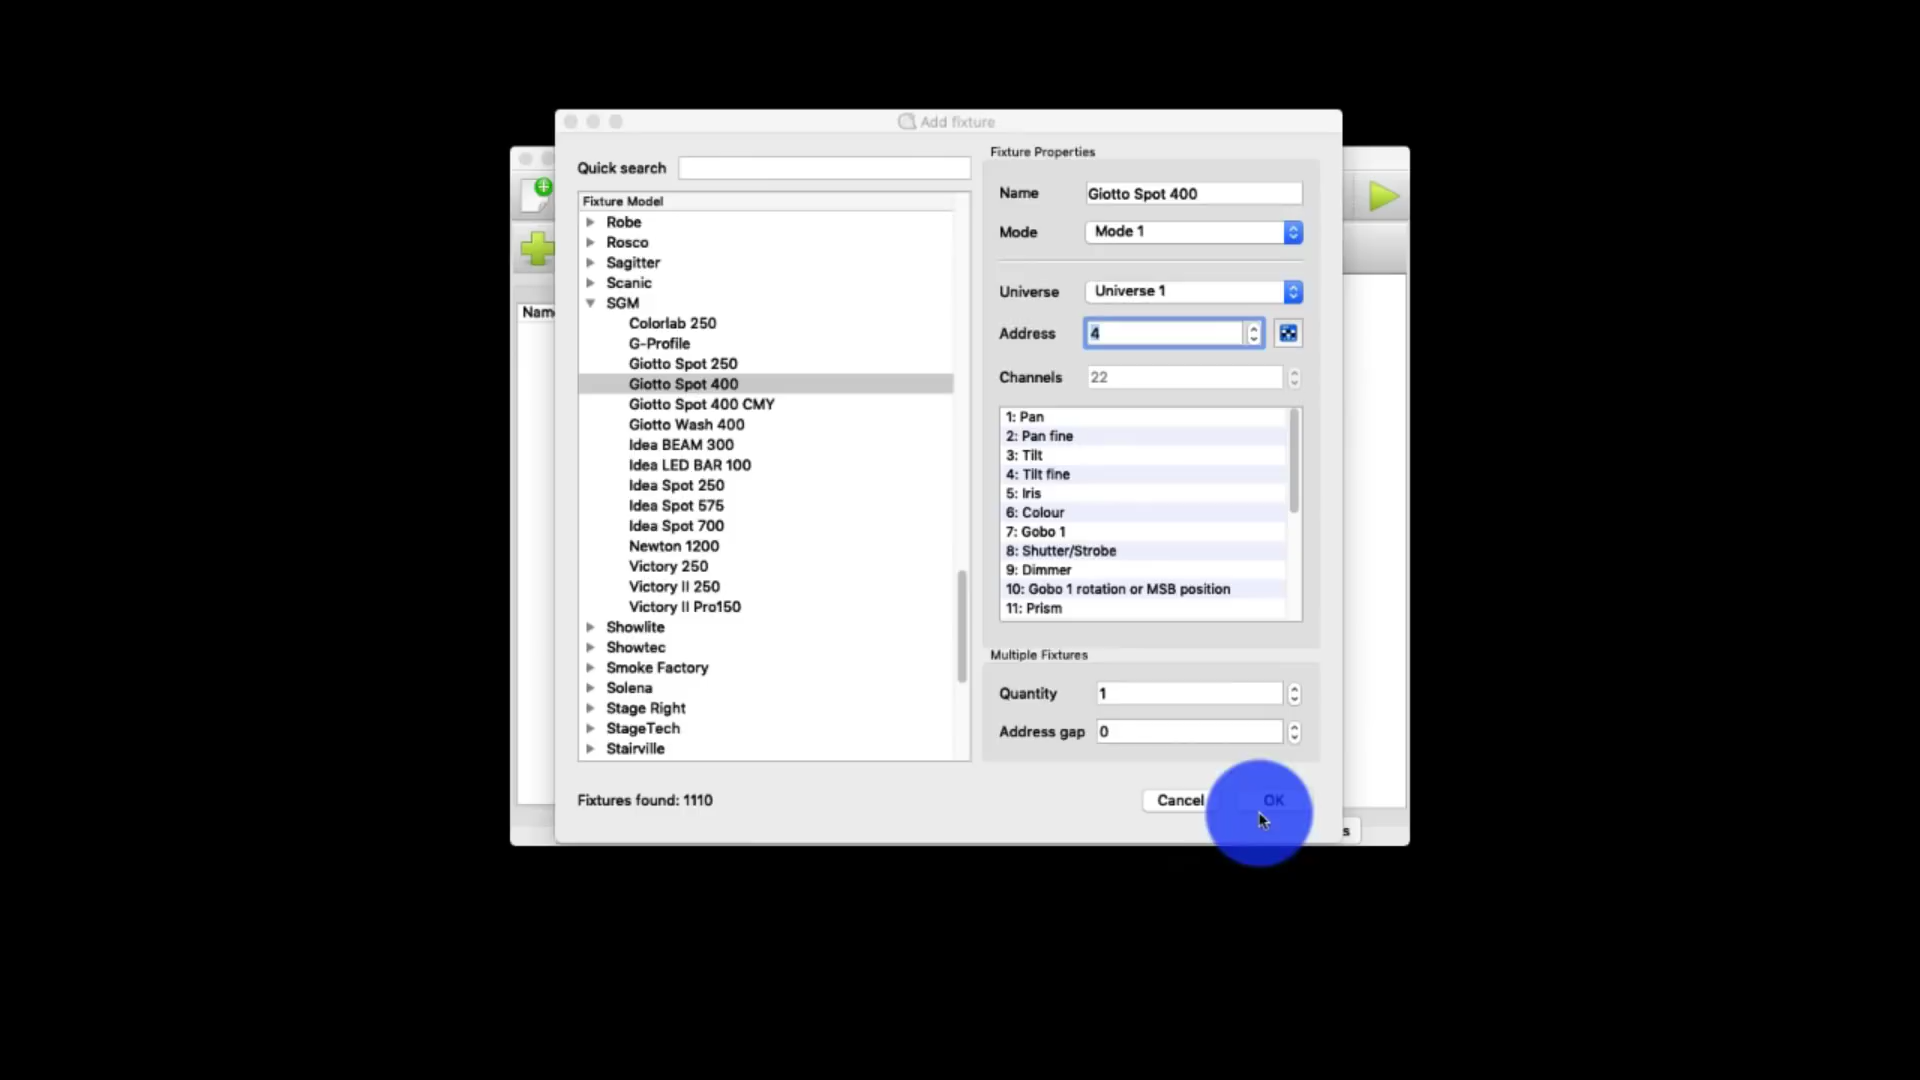 Add fixture
Quick search
Fixture Model
Robe
Rosco
Sagitter
Scanic
SGM
Colorlab 250
G-Profile
Giotto Spot 250
Giotto Spot 400
Giotto Spot 400 CMY
Giotto Wash 400
Idea BEAM 300
Idea LED BAR 100
Idea Spot 250
Idea Spot 575
Idea Spot 700
Newton 1200
Victory 250
Victory II 250
Victory II Pro150
Showlite
Showtec
Smoke Factory
Solena
Stage Right
StageTech
Stairville
Fixtures found: 1110
Fixture Properties
Name Giotto Spot 400
Mode Mode 1
Universe Universe 1
Address 4
Channels 22
1: Pan
2: Pan fine
3: Tilt
4: Tilt fine
5: Iris
6: Colour
7: Gobo 1
8: Shutter/Strobe
9: Dimmer
10: Gobo 1 rotation or MSB position
11: Prism
Multiple Fixtures
Quantity 1
Address gap 0
Cancel OK
Nam
s